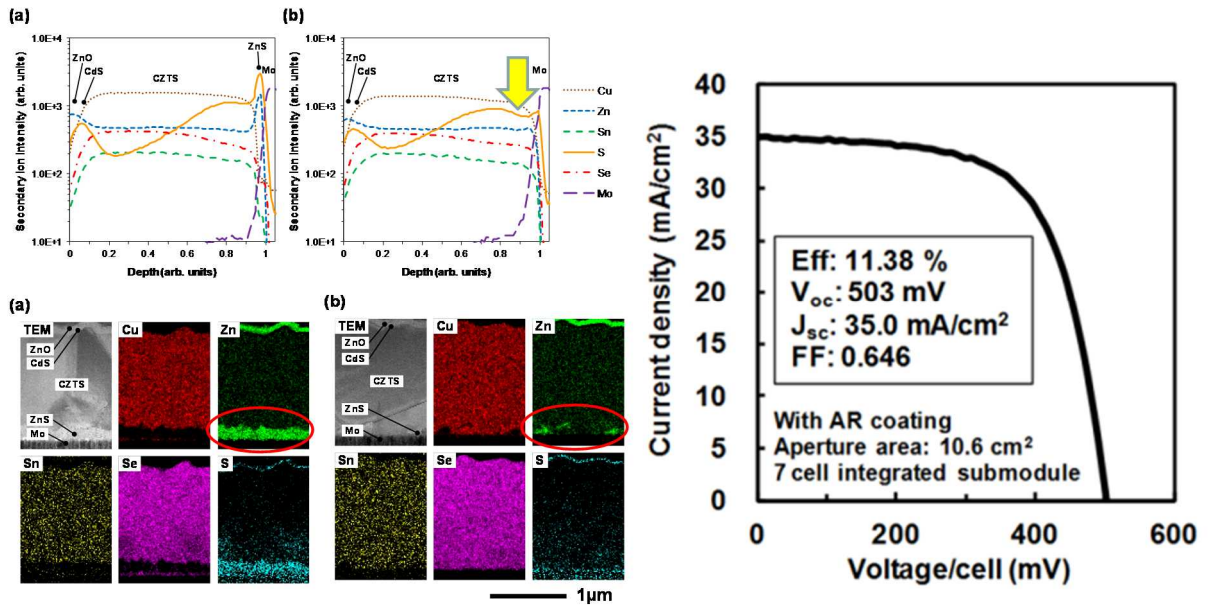 (a)
(b)
1.0E+4
1.0E+3
1.0E+2
1.0E+1
Secondary ion intensity (arb. units)
0 0.2 0.4 0.6 0.8 1
Depth (arb. units)
ZnO
CdS
CZTS
ZnS
Mo
1.0E+4
1.0E+3
1.0E+2
1.0E+1
Secondary ion intensity (arb. units)
0 0.2 0.4 0.6 0.8 1
Depth (arb. units)
ZnO
CdS
CZTS
Mo
Cu
Zn
Sn
S
Se
Mo
(a)
TEM
ZnO
CdS
CZTS
ZnS
Mo
Cu
Zn
Sn
Se
S
(b)
TEM
ZnO
CdS
CZTS
ZnS
Mo
Cu
Zn
Sn
Se
S
1μm
Current density (mA/cm²)
40
35
30
25
20
15
10
5
0
Eff: 11.38 %
Voc: 503 mV
Jsc: 35.0 mA/cm²
FF: 0.646
With AR coating
Aperture area: 10.6 cm²
7 cell integrated submodule
0 200 400 600
Voltage/cell (mV)